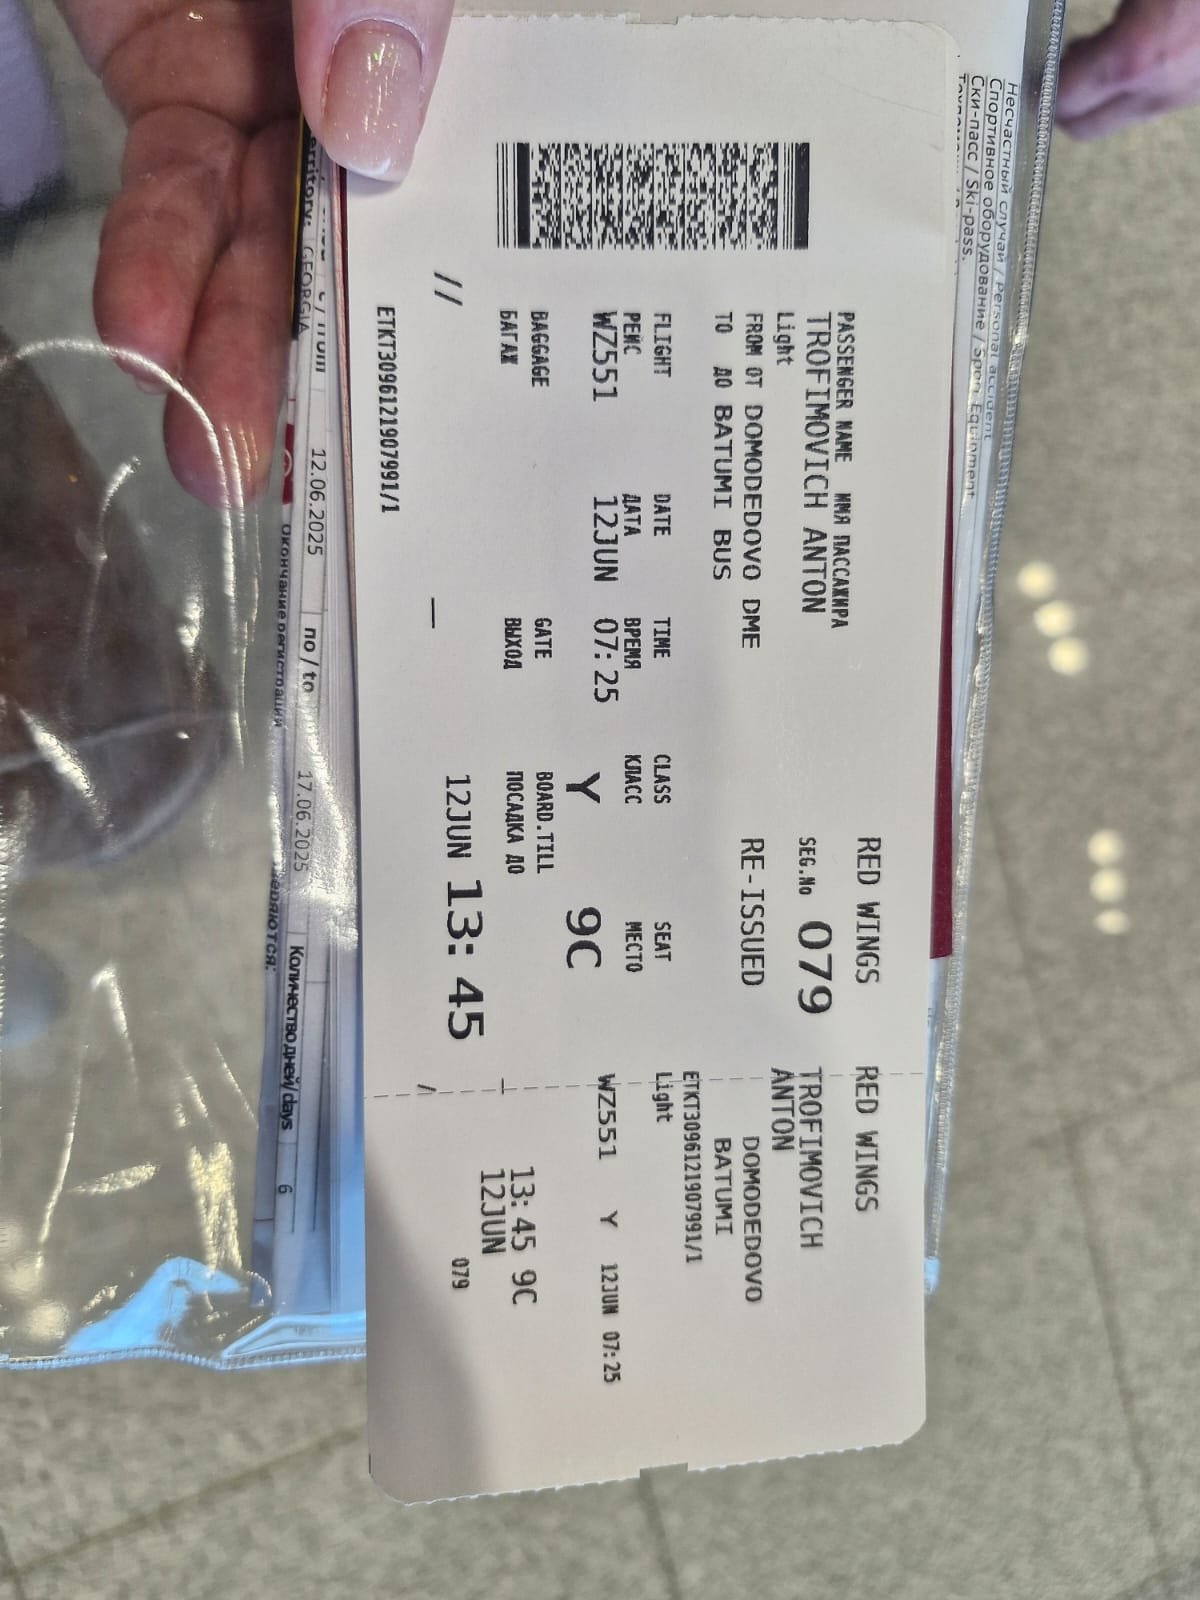 RED WINGS
PASSENGER NAME ИМЯ ПАССАЖИРА
TROFIMOVICH ANTON
SEG.No 079
Light
FROM ОТ DOMODEDOVO DME
RE-ISSUED
TO ДО BATUMI BUS
FLIGHT DATE TIME CLASS SEAT
РЕЙС ДАТА ВРЕМЯ КЛАСС МЕСТО
WZ551 12JUN 07:25 Y 9C
BAGGAGE GATE BOARD.TILL
БАГАЖ ВЫХОД ПОСАДКА ДО
// — 12JUN 13:45
ETKT3096121907991/1
RED WINGS
TROFIMOVICH
ANTON
DOMODEDOVO
BATUMI
ETKT3096121907991/1
Light
WZ551 Y 12JUN 07:25
— 13:45 9C
12JUN
/ 079
Несчастный случай / Personal accident
Спортивное оборудование / Sport Equipment
Ски-пасс / Ski-pass.
GEORGIA
12.06.2025 по / to 17.06.2025 Количество дней/days 6
Окончание регистрации